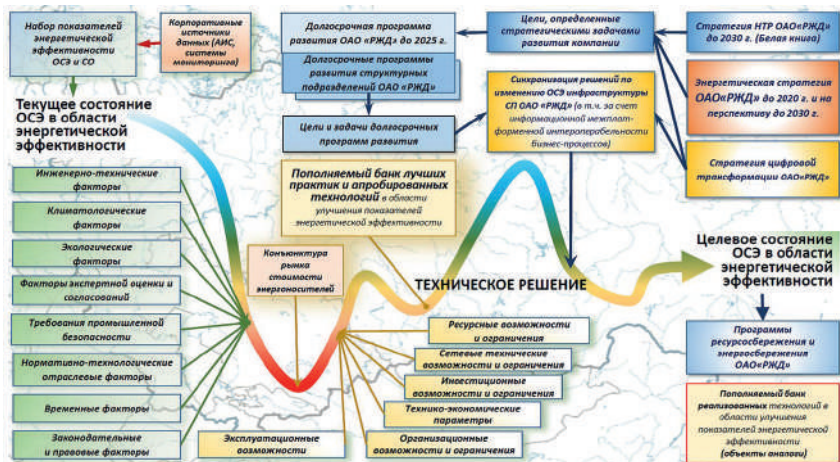 Набор показателей
энергетической
эффективности
ОСЭ и СО
Корпоративные
источники
данных (АИС,
системы
мониторинга)
Долгосрочная программа
развития ОАО «РЖД» до 2025 г.
Долгосрочные программы
развития структурных
подразделений ОАО «РЖД»
Цели и задачи долгосрочных
программ развития
Цели, определенные
стратегическими задачами
развития компании
Синхронизация решений по
изменению ОСЭ инфраструктуры
СП ОАО «РЖД» (в т.ч. за счет
информационной межплат-
форменной интероперабельности
бизнес-процессов)
Стратегия НТР ОАО«РЖД»
до 2030 г. (Белая книга)
Энергетическая стратегия
ОАО«РЖД» до 2020 г. и на
перспективу до 2030 г.
Стратегия цифровой
трансформации ОАО«РЖД»
Текущее состояние
ОСЭ в области
энергетической
эффективности
Инженерно-технические
факторы
Климатологические
факторы
Экологические
факторы
Факторы экспертной оценки и
согласований
Требования промышленной
безопасности
Нормативно-технологические
отраслевые факторы
Временные факторы
Законодательные
и правовые факторы
Пополняемый банк лучших
практик и апробированных
технологий в области
улучшения показателей
энергетической эффективности
Конъюнктура
рынка
стоимости
энергоносителей
ТЕХНИЧЕСКОЕ РЕШЕНИЕ
Ресурсные возможности
и ограничения
Сетевые технические
возможности и ограничения
Инвестиционные
возможности и ограничения
Технико-экономические
параметры
Эксплуатационные
возможности
Организационные
возможности и ограничения
Целевое состояние
ОСЭ в области
энергетической
эффективности
Программы
ресурсосбережения и
энергосбережения
ОАО«РЖД»
Пополняемый банк
реализованных технологий в
области улучшения
показателей энергетической
эффективности
(объекты аналоги)